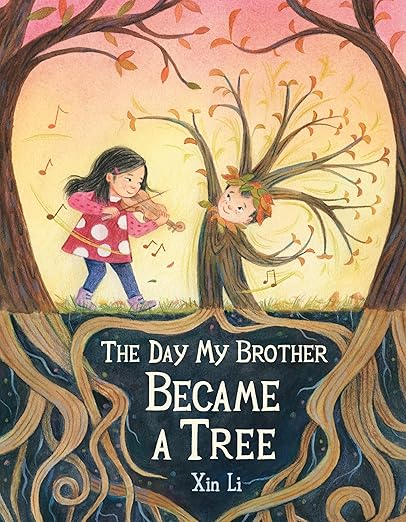 The Day My Brother
Became
a Tree
Xin Li